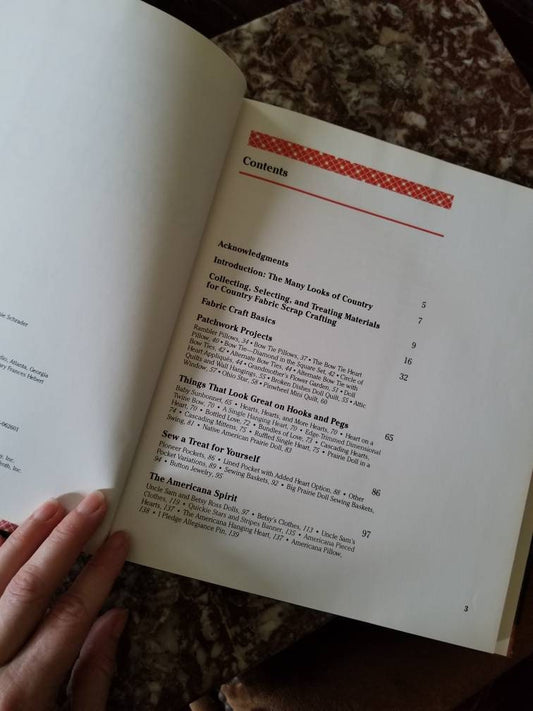 Contents
Acknowledgments 5
Introduction: The Many Looks of Country 7
Collecting, Selecting, and Treating Materials
for Country Fabric Scrap Crafting 9
Fabric Craft Basics 16
Patchwork Projects 32
Rambler Pillows, 34 • Bow Tie Pillows, 37 • The Bow Tie Heart
Pillow, 40 • Bow Tie—Diamond in the Square Set, 42 • Circle of
Bow Ties, 42 • Alternate Bow Ties, 44 • Alternate Bow Tie with
Heart Appliqués, 44 • Grandmother's Flower Garden, 51 • Doll
Quilts and Wall Hangings, 55 • Broken Dishes Doll Quilt, 55 • Attic
Window, 57 • Ohio Star, 58 • Pinwheel Mini Quilt, 60
Things That Look Great on Hooks and Pegs 65
Baby Sunbonnet, 65 • Hearts, Hearts, and More Hearts, 70 • Heart on a
Twine Bow, 70 • A Single Hanging Heart, 70 • Edge-Trimmed Dimensional
Heart, 70 • Bottled Love, 72 • Bundles of Love, 71 • Cascading Hearts,
74 • Cascading Mittens, 75 • Ruffled Single Heart, 75 • Prairie Doll in a
Swing, 81 • Native American Prairie Doll, 83
Sew a Treat for Yourself 86
Pioneer Pockets, 86 • Lined Pocket with Added Heart Option, 88 • Other
Pocket Variations, 89 • Sewing Baskets, 92 • Big Prairie Doll Sewing Baskets,
94 • Button Jewelry, 95
The Americana Spirit 97
Uncle Sam and Betsy Ross Dolls, 97 • Betsy's Clothes, 113 • Uncle Sam's
Clothes, 119 • Quickie Stars and Stripes Banner, 135 • Americana Pieced
Hearts, 137 • The Americana Hanging Heart, 137 • Americana Pillow,
138 • I Pledge Allegiance Pin, 139
3
Schrader
Atlanta, Georgia
Frances Hebert
Inc.
Inc.